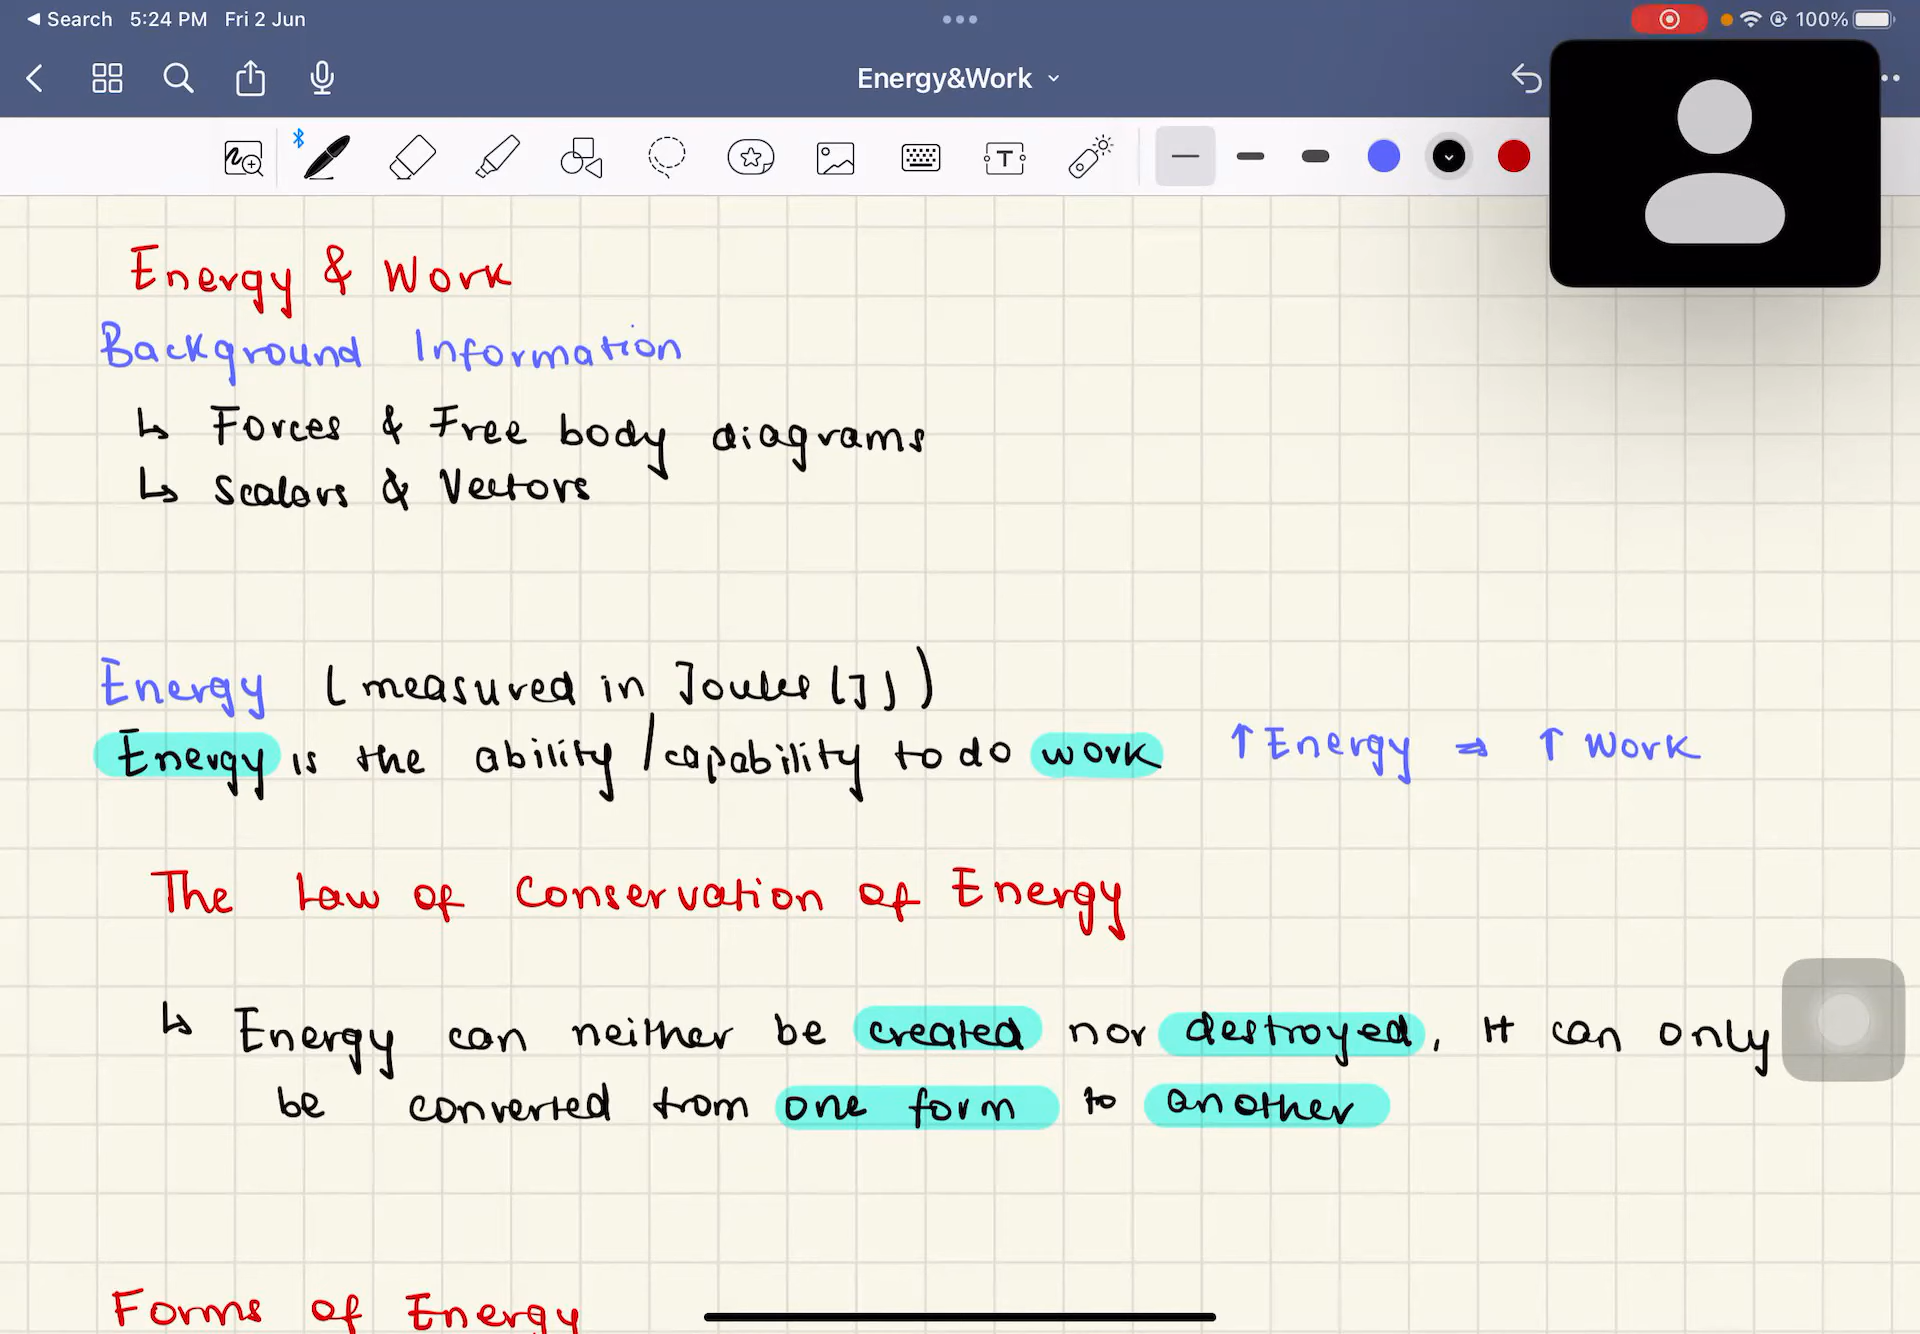 Search 5:24 PM Fri 2 Jun 100%
Energy&Work
T
Energy & Work
Background Information
↳ Forces & Free body diagrams
↳ Scalars & Vectors
Energy (measured in Joules (J))
Energy is the ability/capability to do work ↑ Energy ⇒ ↑ Work
The Law of Conservation of Energy
↳ Energy can neither be created nor destroyed, it can only
be converted from one form to another
Forms of Energy